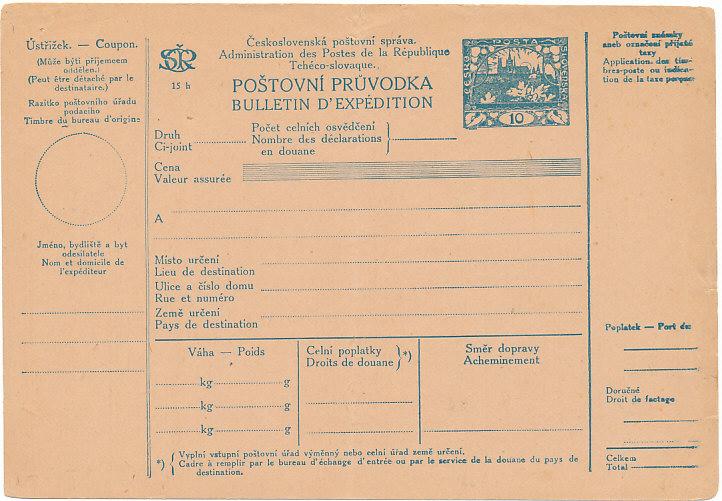 Ústřižek. — Coupon.
(Může býti příjemcem
oddělen.)
(Peut être détaché par le
destinataire.)
Razítko poštovního úřadu
podacího
Timbre du bureau d'origine
Jméno, bydliště a byt
odesílatele
Nom et domicile de
l'expéditeur
RČS
15 h
Československá poštovní správa.
Administration des Postes de la République
Tchéco-slovaque.
POŠTOVNÍ PRŮVODKA
BULLETIN D'EXPÉDITION
POŠTA
ČESKO
SLOVENSKÁ
10
Druh
Ci-joint
Počet celních osvědčení
Nombre des déclarations
en douane
Cena
Valeur assurée
A
Místo určení
Lieu de destination
Ulice a číslo domu
Rue et numéro
Země určení
Pays de destination
Váha — Poids
kg g
kg g
kg g
Celní poplatky
Droits de douane *)
Směr dopravy
Acheminement
*) Vyplní vstupní poštovní úřad výměnný nebo celní úřad země určení.
Cadre à remplir par le bureau d'échange d'entrée ou par le service de la douane du pays de
destination.
Poštovní známky
aneb označení přijaté
taxy
Application des tim-
bres-poste ou indica-
tion de la taxe perçue
Poplatek — Port dû:
Doručné
Droit de factage
Celkem
Total